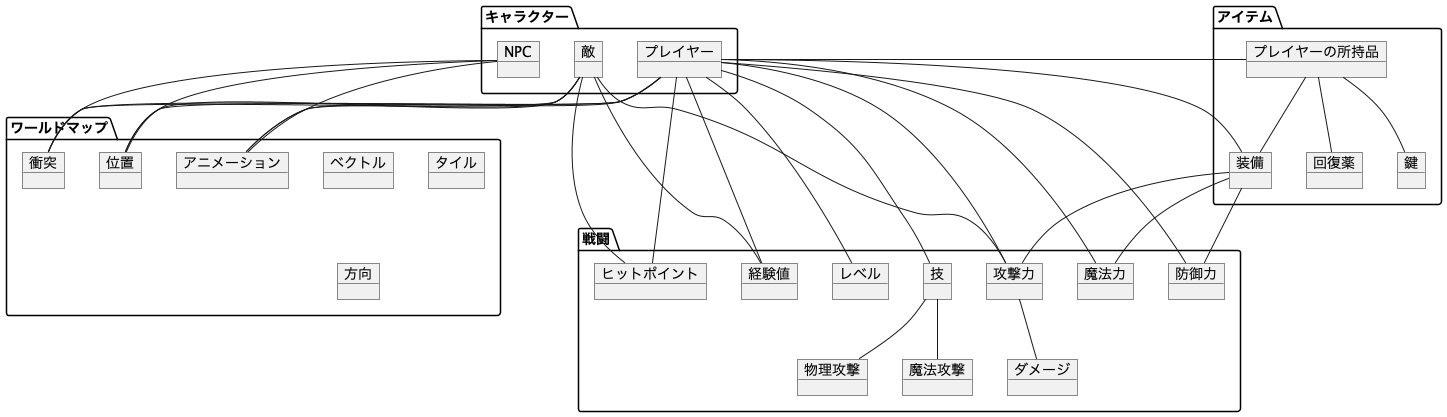 キャラクター
アイテム
NPC
敵
プレイヤー
プレイヤーの所持品
ワールドマップ
衝突
位置
アニメーション
ベクトル
タイル
装備
回復薬
鍵
戦闘
方向
ヒットポイント
経験値
レベル
技
攻撃力
魔法力
防御力
物理攻撃
魔法攻撃
ダメージ